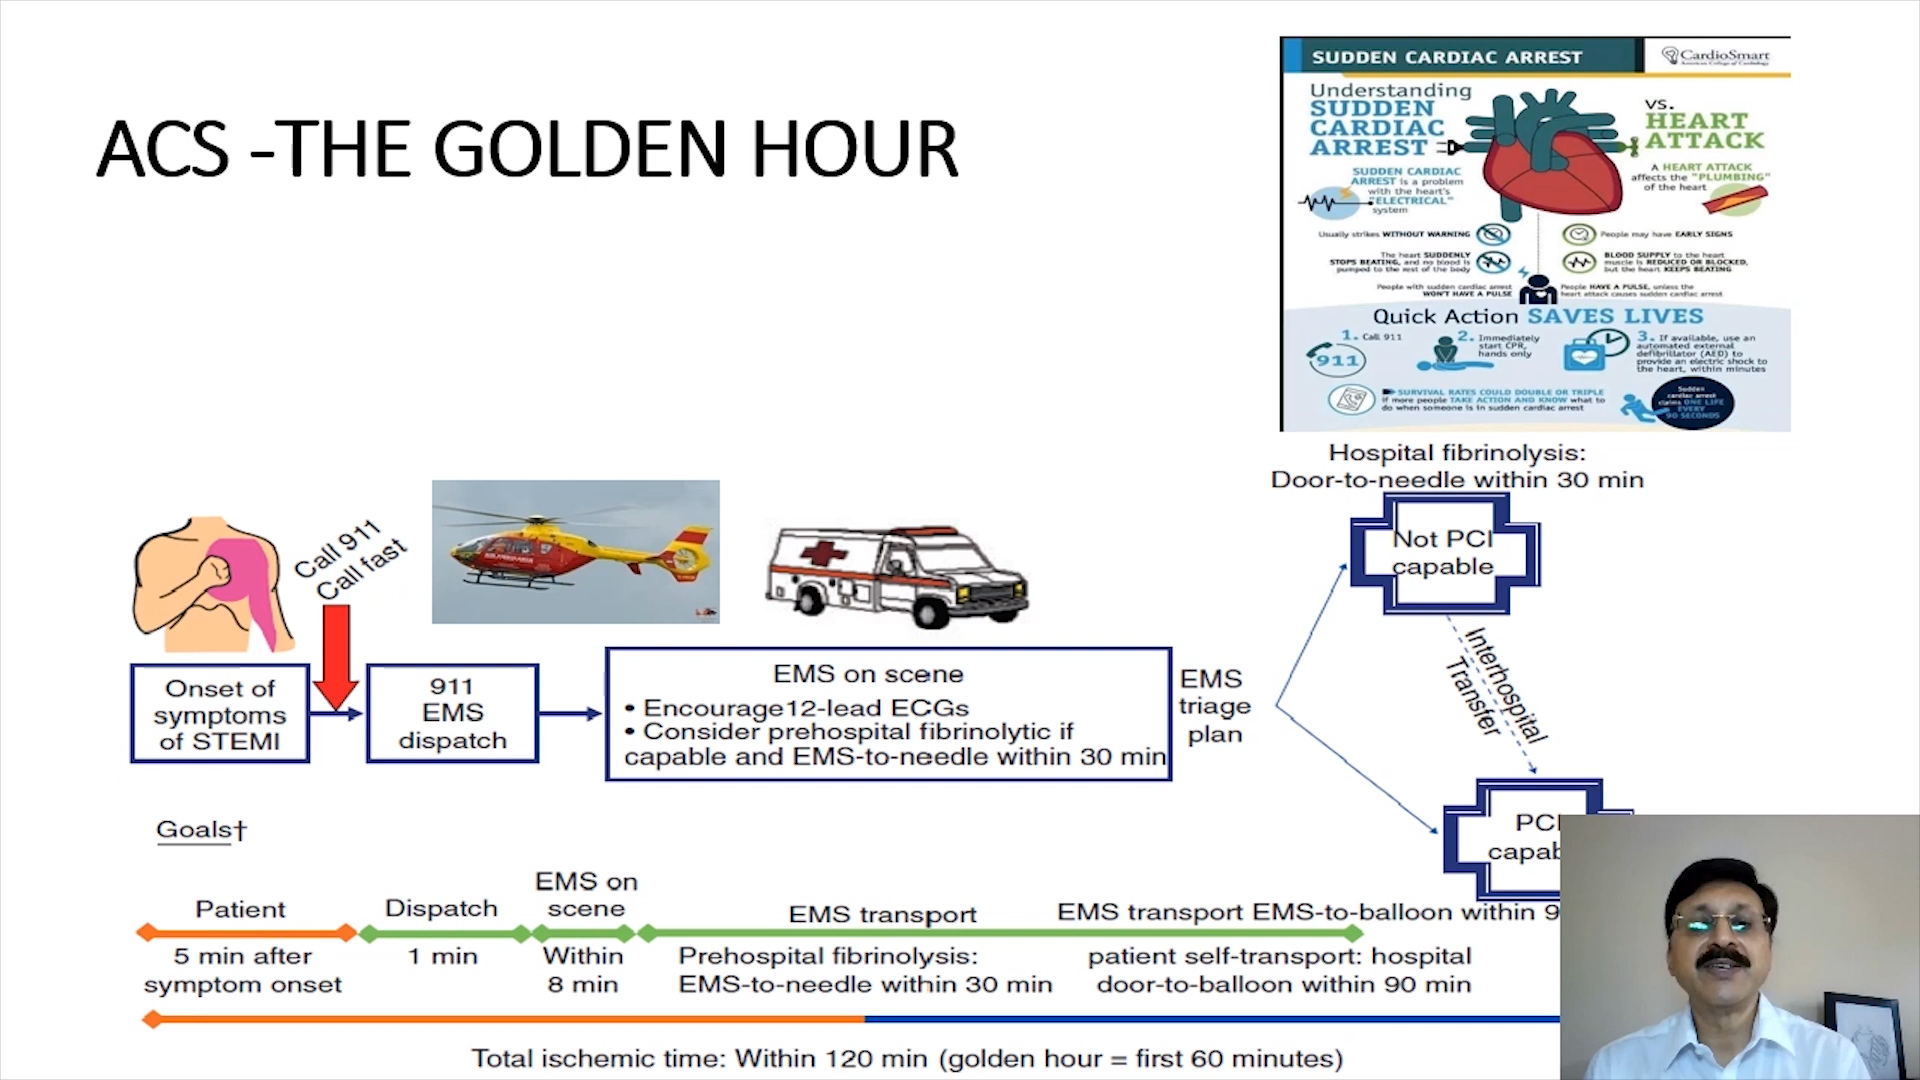 ACS -THE GOLDEN HOUR
SUDDEN CARDIAC ARREST
CardioSmart
American College of Cardiology
Understanding
SUDDEN
CARDIAC
ARREST
VS.
HEART
ATTACK
SUDDEN CARDIAC
ARREST is a problem
with the heart's
"ELECTRICAL"
system
A HEART ATTACK
affects the "PLUMBING"
of the heart
Usually strikes WITHOUT WARNING
People may have EARLY SIGNS
The heart SUDDENLY
STOPS BEATING, and no blood is
pumped to the rest of the body
BLOOD SUPPLY to the heart
muscle is REDUCED OR BLOCKED,
but the heart KEEPS BEATING
People with sudden cardiac arrest
WON'T HAVE A PULSE
People HAVE A PULSE, unless the
heart attack causes sudden cardiac arrest
Quick Action SAVES LIVES
1. Call 911
911
2. Immediately
start CPR,
hands only
3. If available, use an
automated external
defibrillator (AED) to
provide an electric shock to
the heart, within minutes
SURVIVAL RATES COULD DOUBLE OR TRIPLE
if more people TAKE ACTION AND KNOW what to
do when someone is in sudden cardiac arrest
Sudden
cardiac arrest
claims ONE LIFE
EVERY
90 SECONDS
Hospital fibrinolysis:
Door-to-needle within 30 min
Not PCI
capable
Call 911
Call fast
Onset of
symptoms
of STEMI
911
EMS
dispatch
EMS on scene
• Encourage12-lead ECGs
• Consider prehospital fibrinolytic if
capable and EMS-to-needle within 30 min
EMS
triage
plan
Interhospital
Transfer
PCI
capab
Goals†
Patient
5 min after
symptom onset
Dispatch
1 min
EMS on
scene
Within
8 min
EMS transport
Prehospital fibrinolysis:
EMS-to-needle within 30 min
EMS transport EMS-to-balloon within 9
patient self-transport: hospital
door-to-balloon within 90 min
Total ischemic time: Within 120 min (golden hour = first 60 minutes)